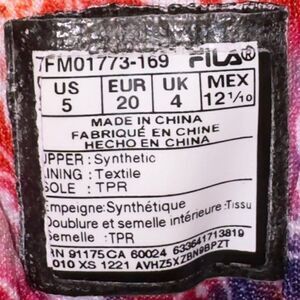 7FM01773-169 FILA
US EUR UK MEX
5 20 4 12 1/10
MADE IN CHINA
FABRIQUÉ EN CHINE
HECHO EN CHINA
UPPER : Synthetic
LINING : Textile
SOLE : TPR
Empeigne:Synthétique
Doublure et semelle intérieure:Tissu
Semelle :TPR
RN 91175 CA 60024 633641713819
010 XS 1221 AVHZ5XZBN9BPZT